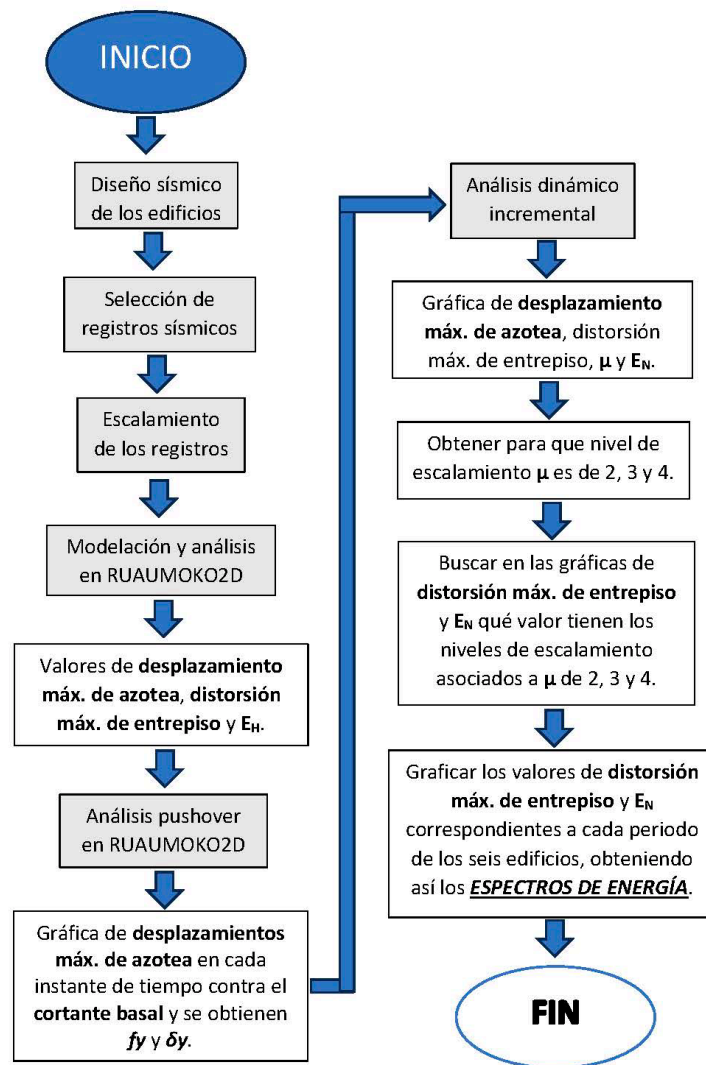 INICIO
Diseño sísmico
de los edificios
Selección de
registros sísmicos
Escalamiento
de los registros
Modelación y análisis
en RUAUMOKO2D
Valores de desplazamiento
máx. de azotea, distorsión
máx. de entrepiso y EH.
Análisis pushover
en RUAUMOKO2D
Gráfica de desplazamientos
máx. de azotea en cada
instante de tiempo contra el
cortante basal y se obtienen
fy y δy.
Análisis dinámico
incremental
Gráfica de desplazamiento
máx. de azotea, distorsión
máx. de entrepiso, μ y EN.
Obtener para que nivel de
escalamiento μ es de 2, 3 y 4.
Buscar en las gráficas de
distorsión máx. de entrepiso
y EN qué valor tienen los
niveles de escalamiento
asociados a μ de 2, 3 y 4.
Graficar los valores de distorsión
máx. de entrepiso y EN
correspondientes a cada periodo
de los seis edificios, obteniendo
así los ESPECTROS DE ENERGÍA.
FIN